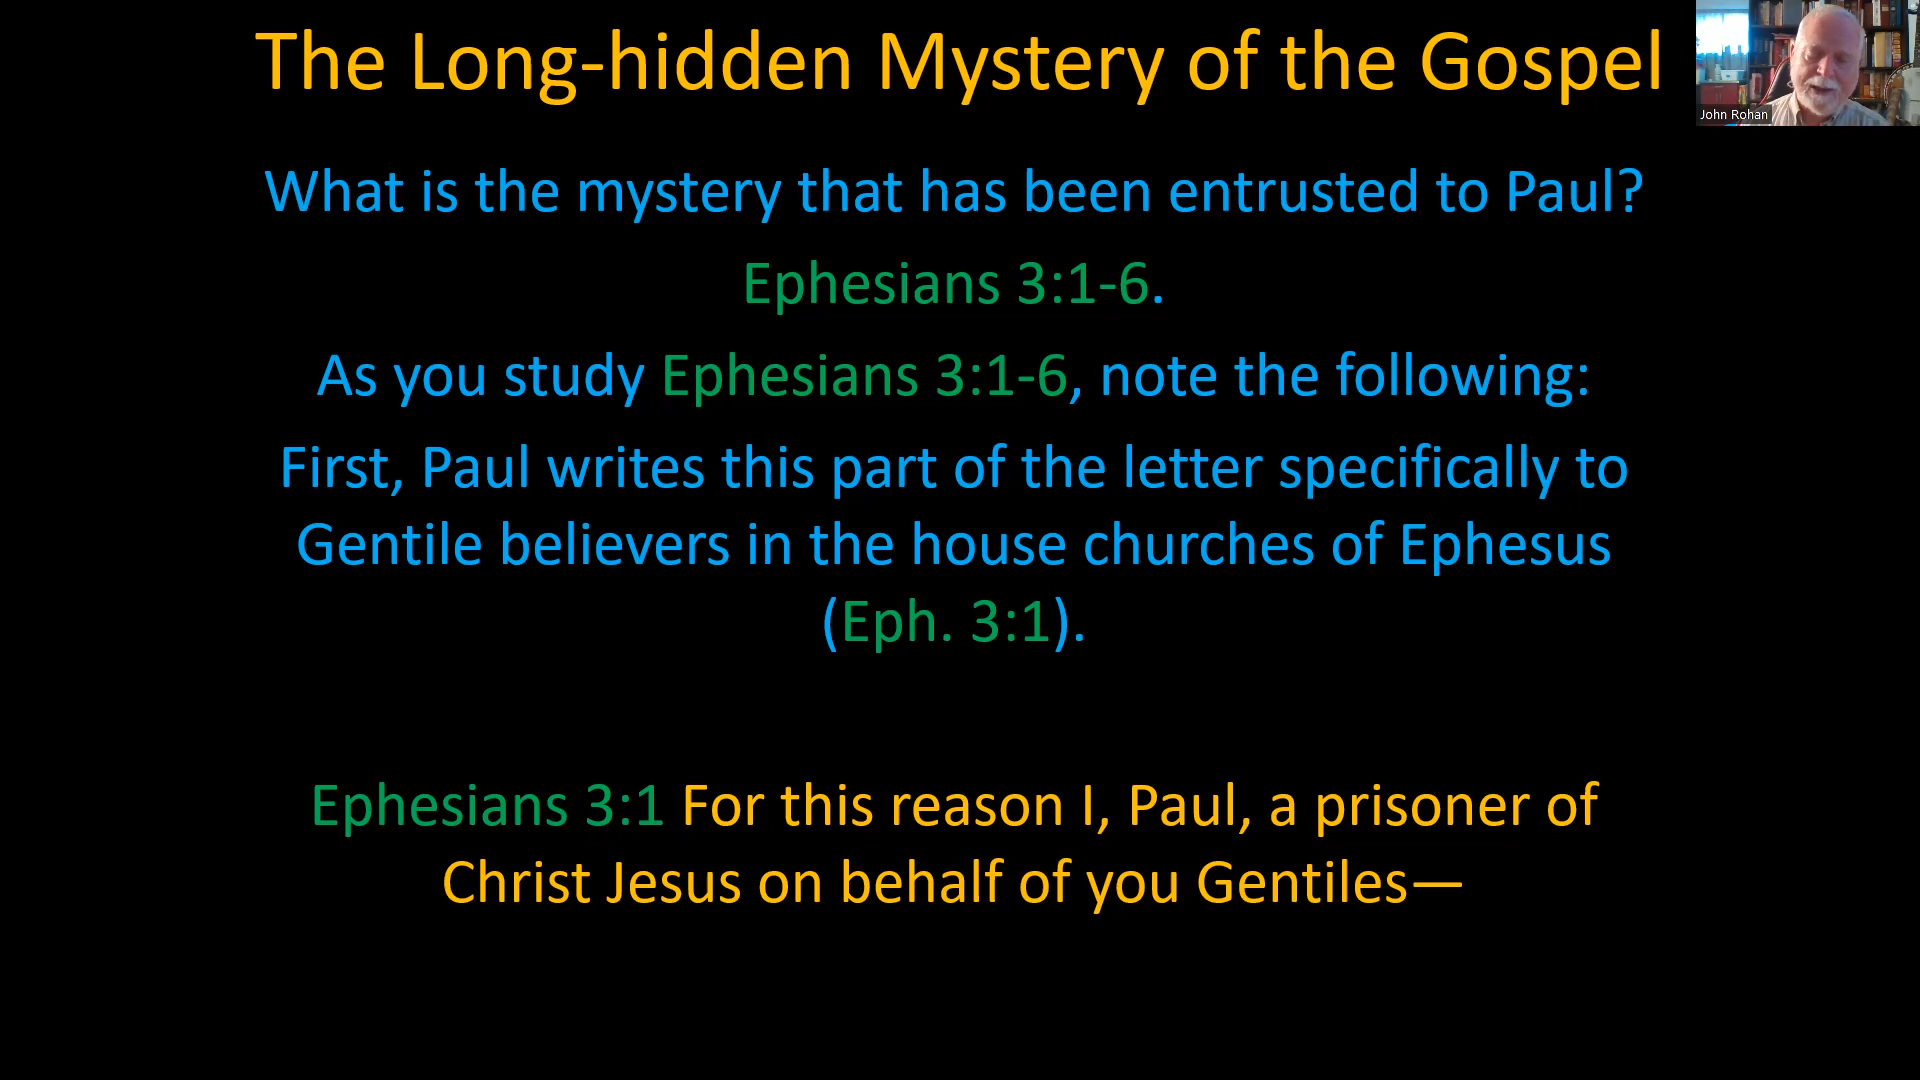 The Long-hidden Mystery of the Gospel
John Rohan
What is the mystery that has been entrusted to Paul?
Ephesians 3:1-6.
As you study Ephesians 3:1-6, note the following:
First, Paul writes this part of the letter specifically to
Gentile believers in the house churches of Ephesus
(Eph. 3:1).
Ephesians 3:1 For this reason I, Paul, a prisoner of
Christ Jesus on behalf of you Gentiles—